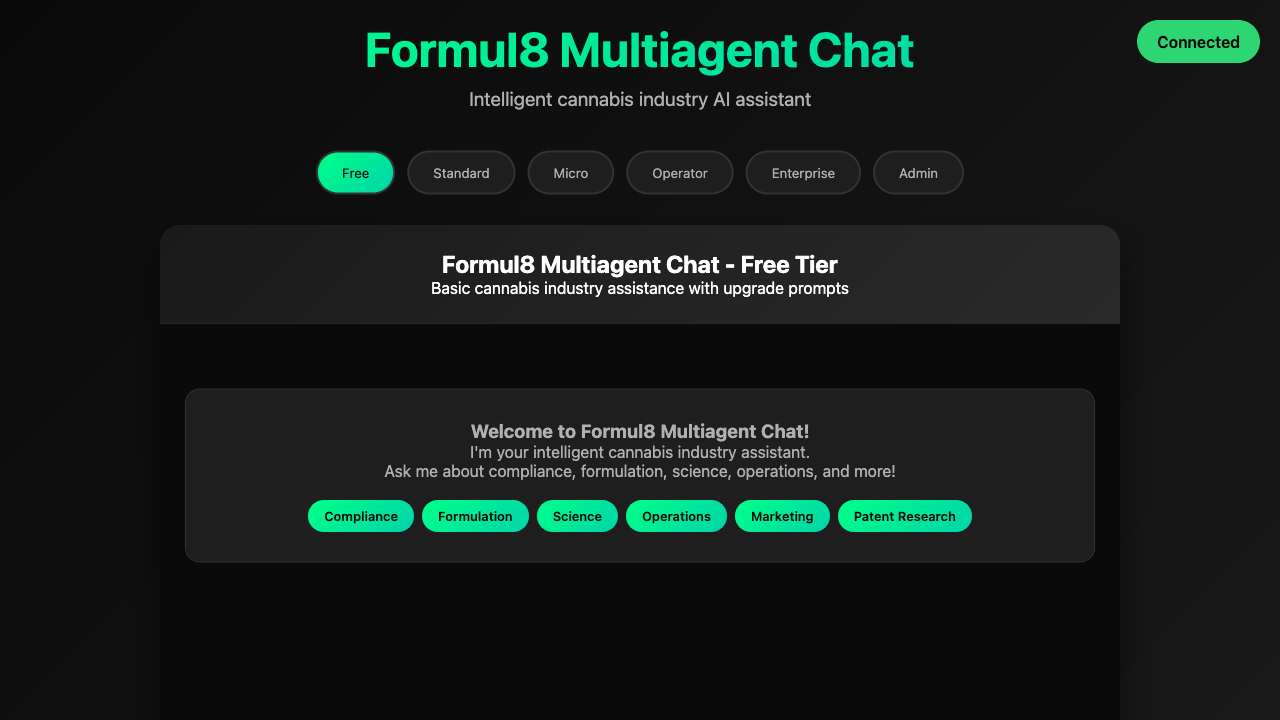 Formul8 Multiagent Chat
Connected
Intelligent cannabis industry AI assistant
Free Standard Micro Operator Enterprise Admin
Formul8 Multiagent Chat - Free Tier
Basic cannabis industry assistance with upgrade prompts
Welcome to Formul8 Multiagent Chat!
I'm your intelligent cannabis industry assistant.
Ask me about compliance, formulation, science, operations, and more!
Compliance Formulation Science Operations Marketing Patent Research